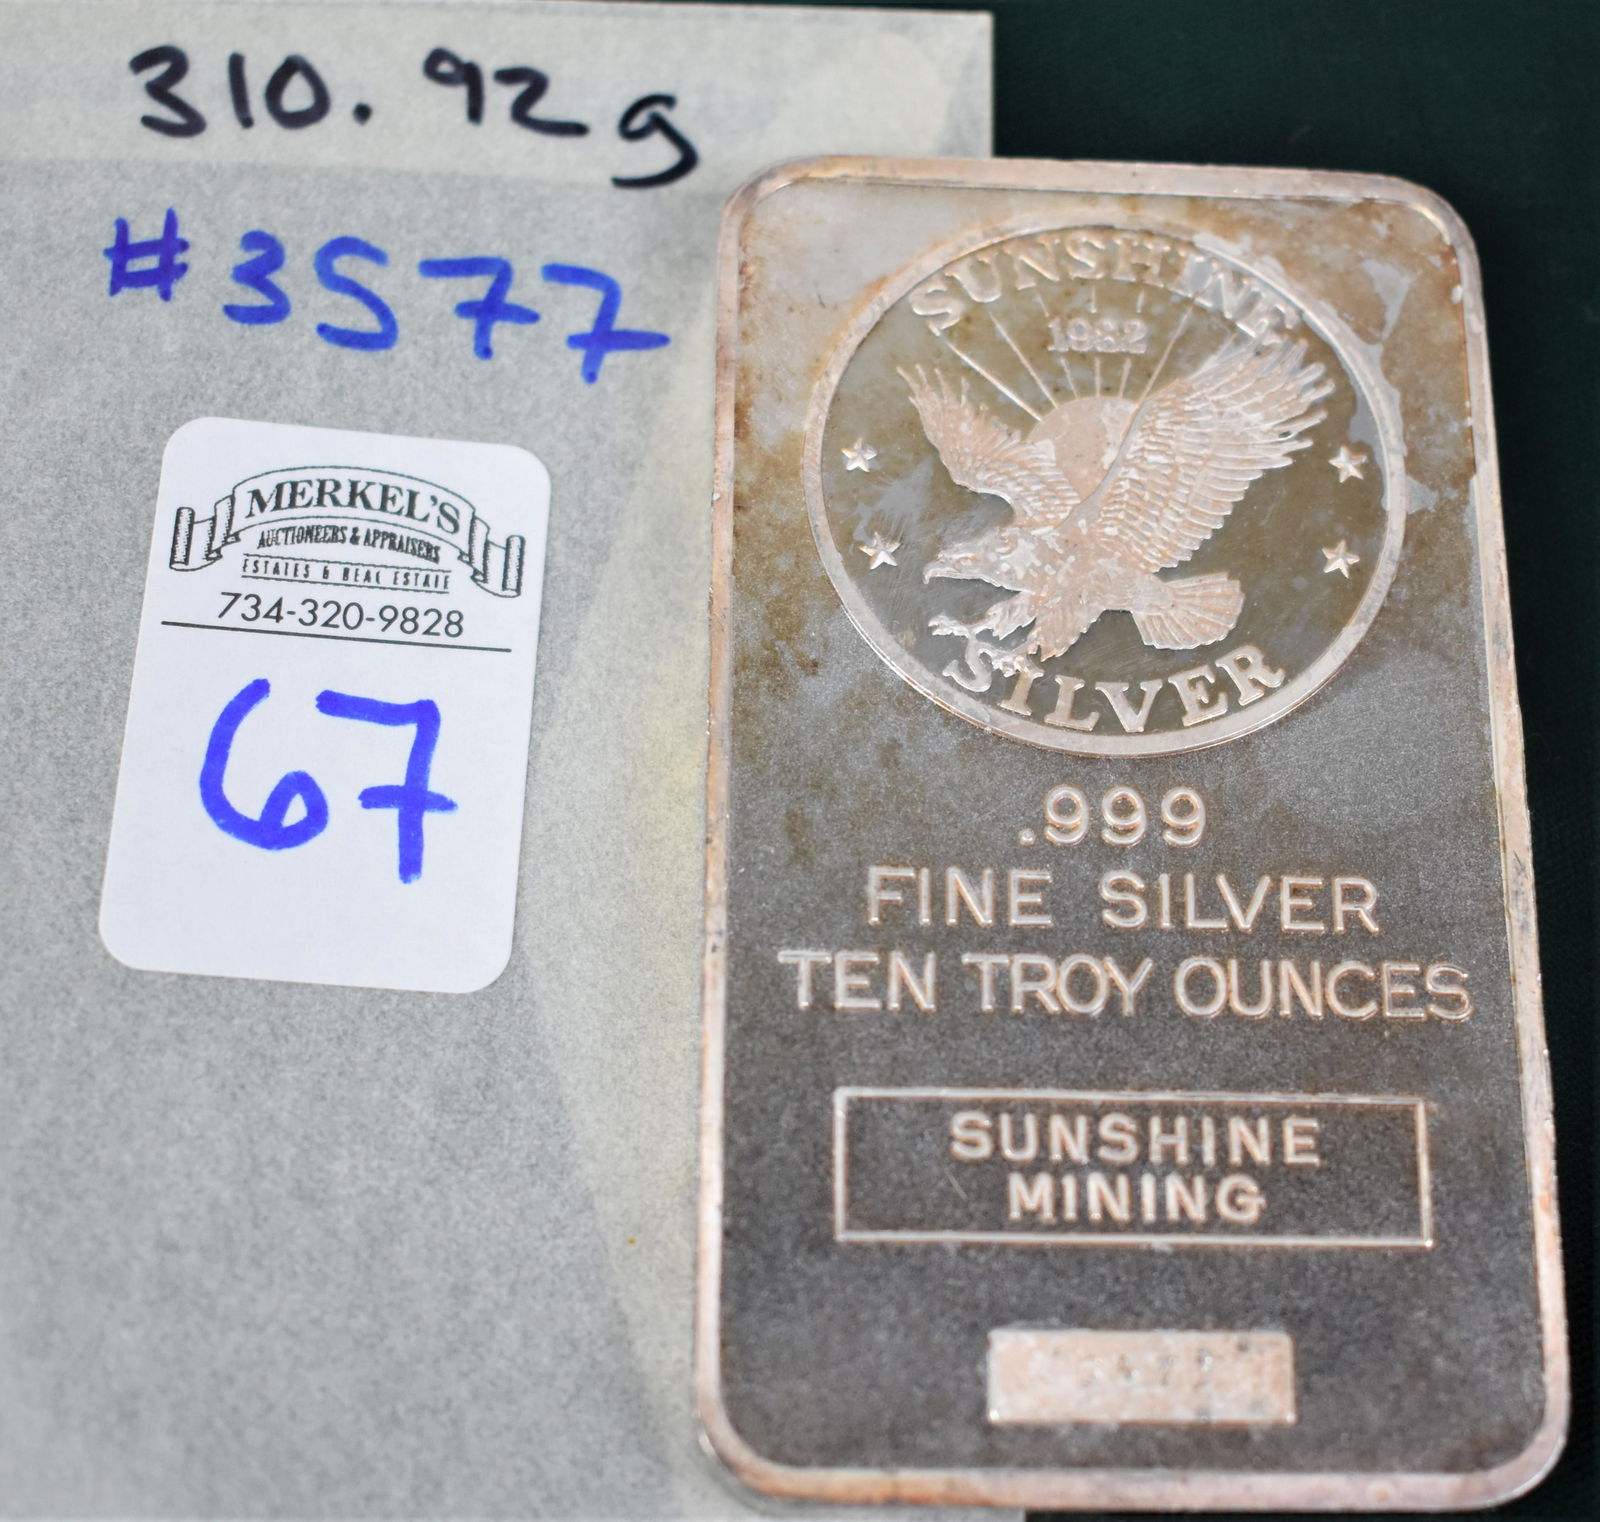 310.92g
#3577
MERKEL'S
AUCTIONEERS & APPRAISERS
ESTATES & REAL ESTATE
734-320-9828
67
SUNSHINE
1982
SILVER
.999
FINE SILVER
TEN TROY OUNCES
SUNSHINE
MINING